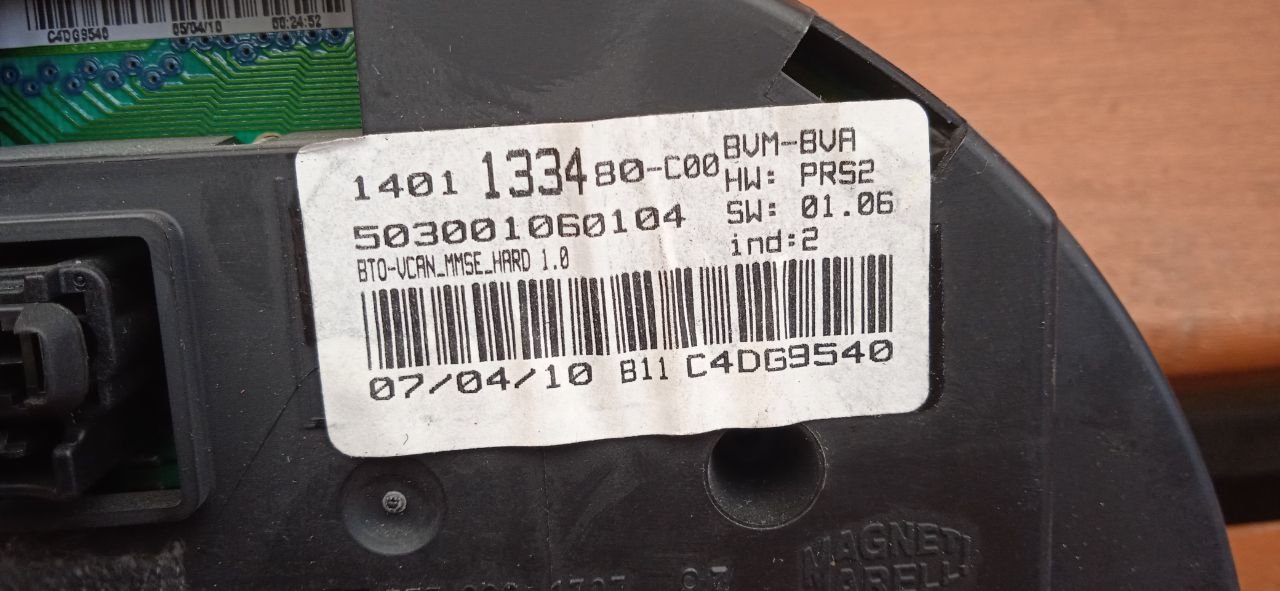 C4DG9540 05/04/10 00:24:52
1401 133480-C00
BVM-BVA
HW: PRS2
503001060104
SW: 01.06
ind:2
BTO-VCAN_MMSE_HARD 1.0
07/04/10 B11 C4DG9540
MAGNETI
MARELLI